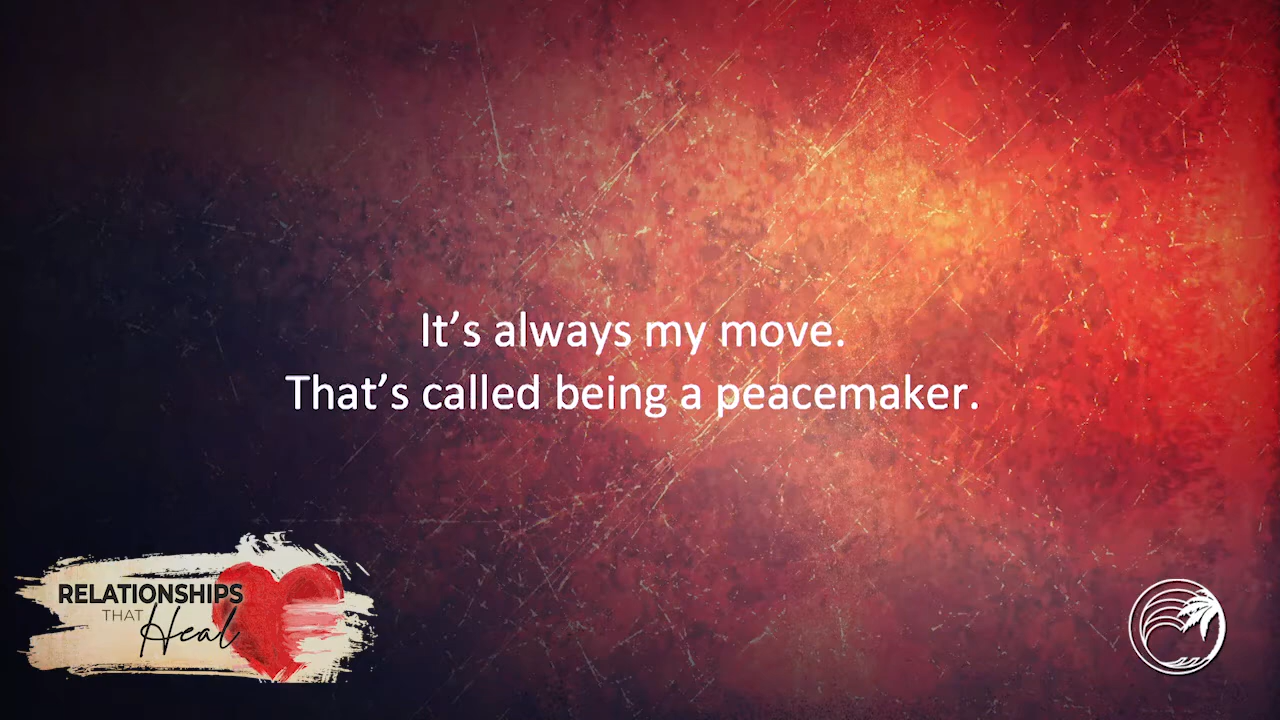 It’s always my move.
That’s called being a peacemaker.
RELATIONSHIPS
THAT
Heal